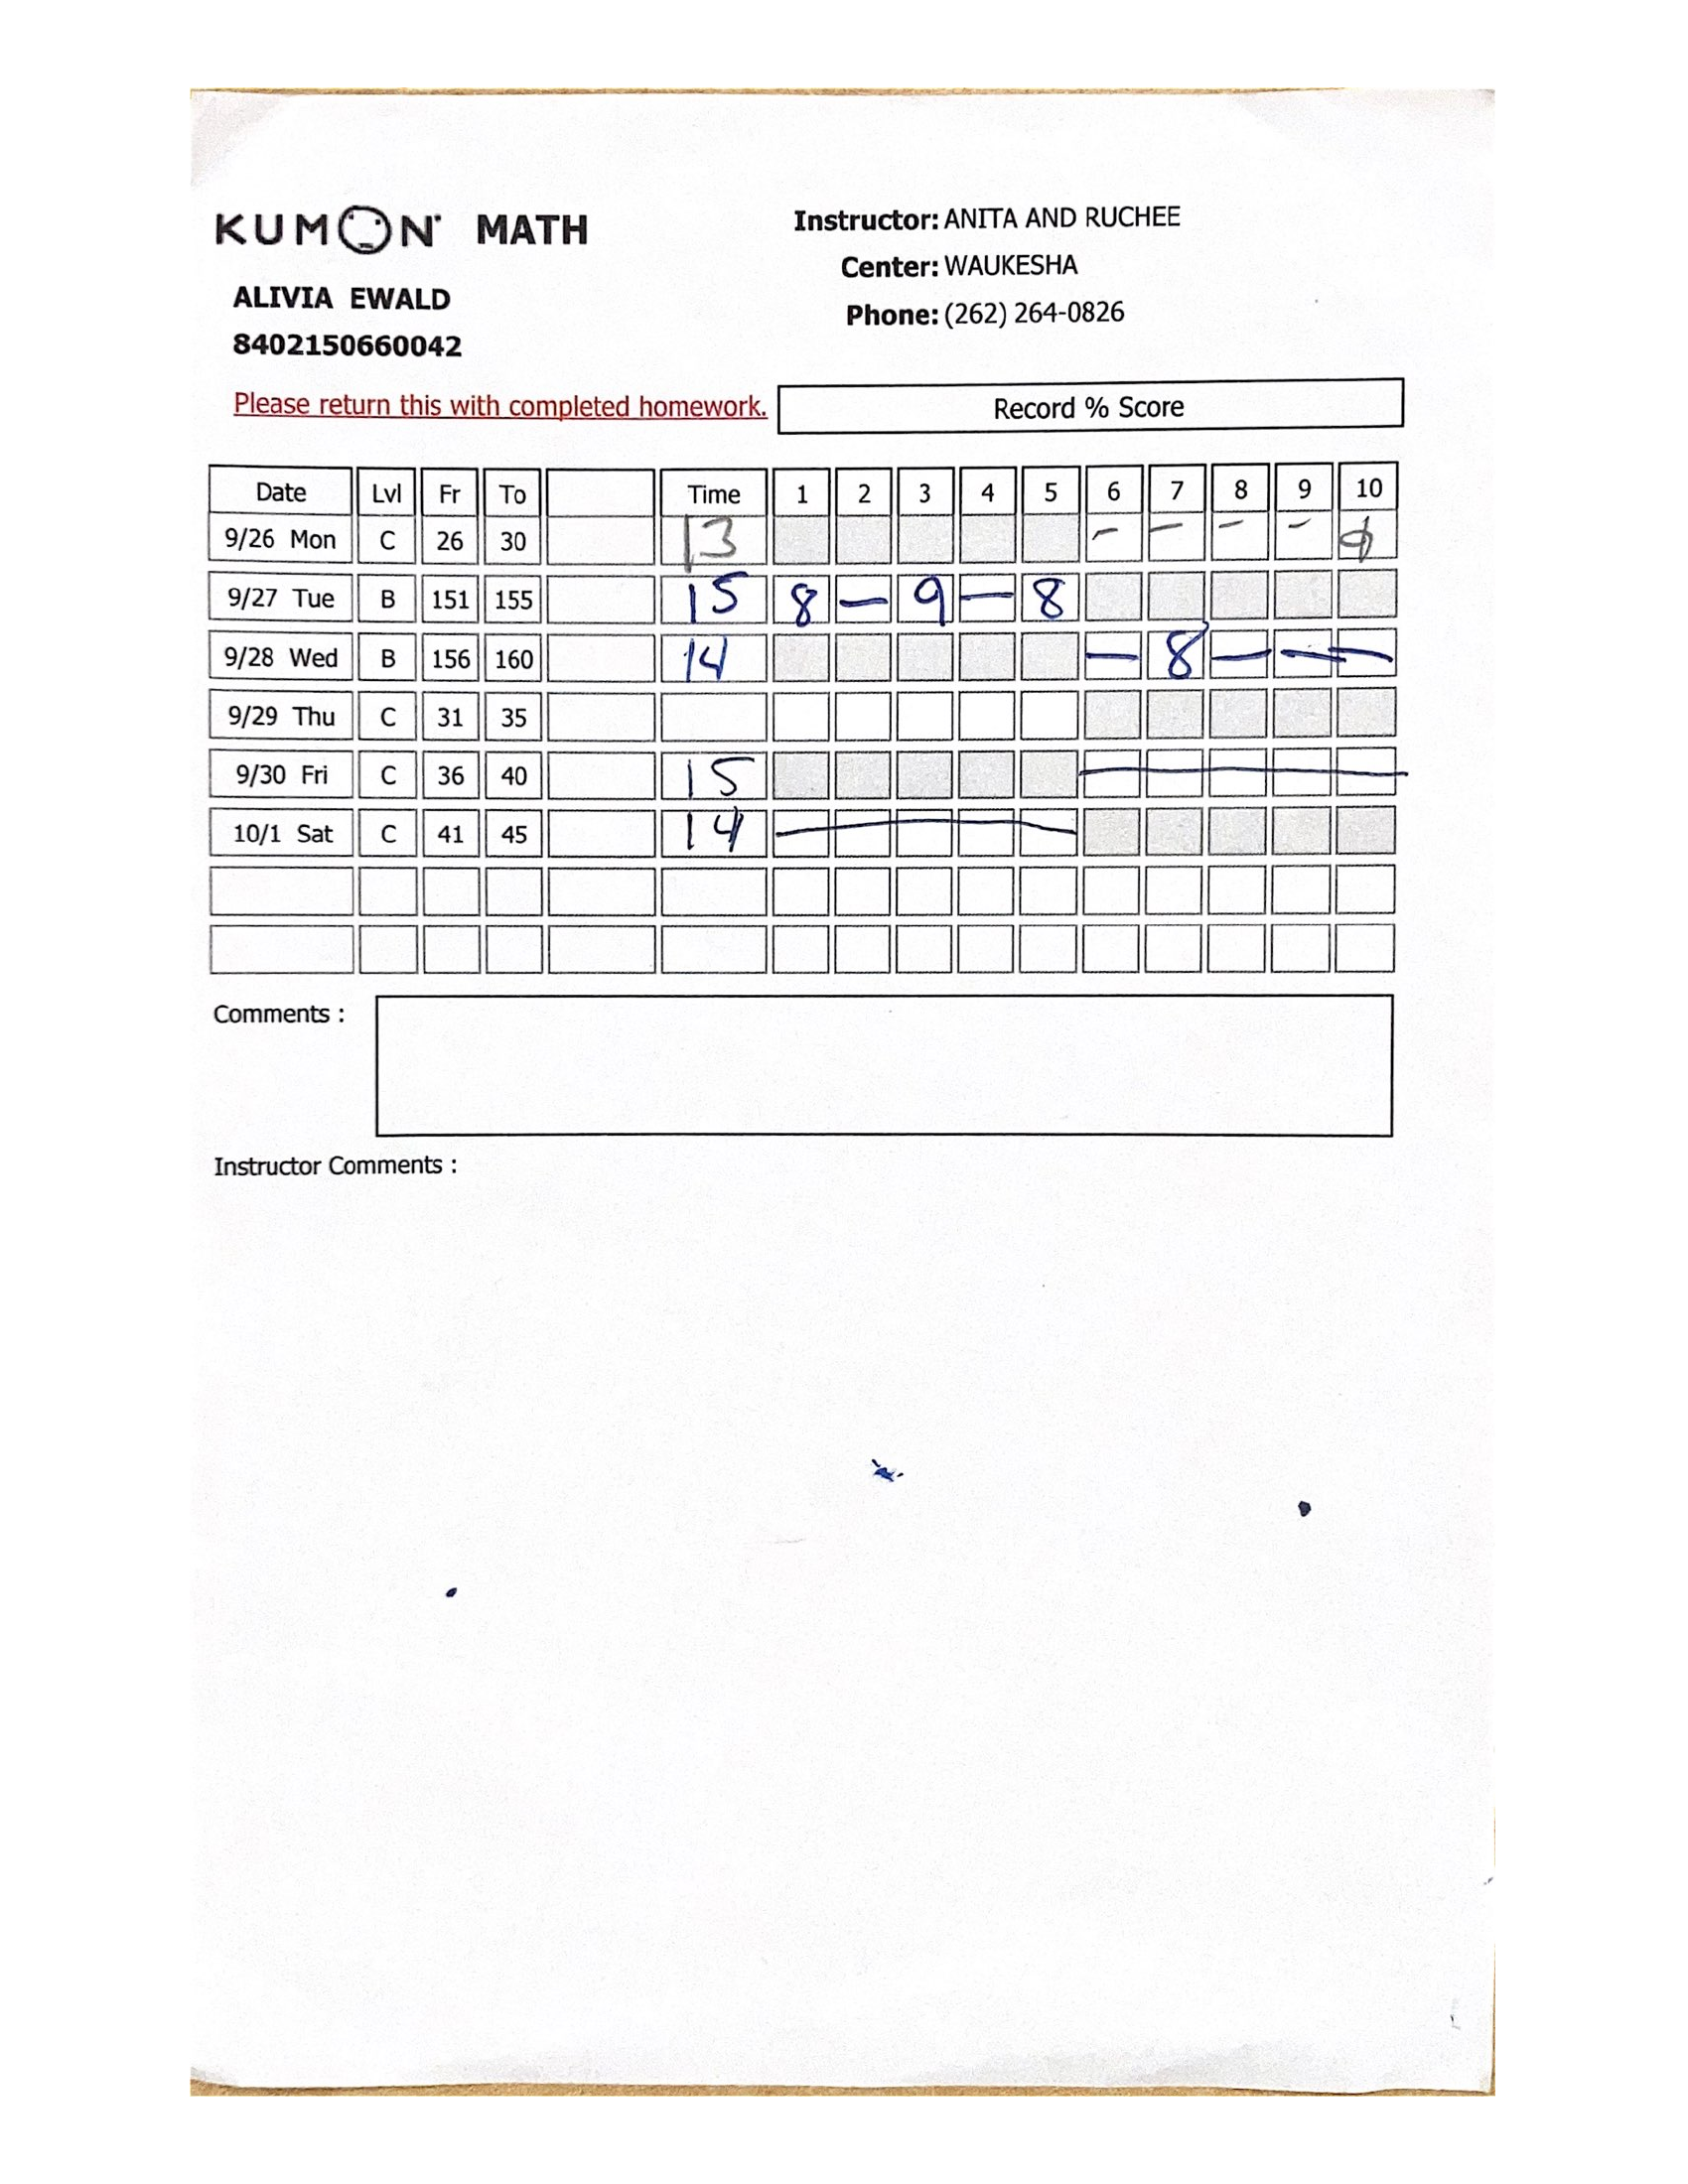 KUMON MATH
ALIVIA EWALD
8402150660042
Instructor: ANITA AND RUCHEE
Center: WAUKESHA
Phone: (262) 264-0826
Please return this with completed homework.
Record % Score
Date Lvl Fr To Time 1 2 3 4 5 6 7 8 9 10
9/26 Mon C 26 30 13 - - - -
9/27 Tue B 151 155 15 8 — 9 — 8
9/28 Wed B 156 160 14 — 8 — — —
9/29 Thu C 31 35
9/30 Fri C 36 40 15
10/1 Sat C 41 45 14
Comments :
Instructor Comments :